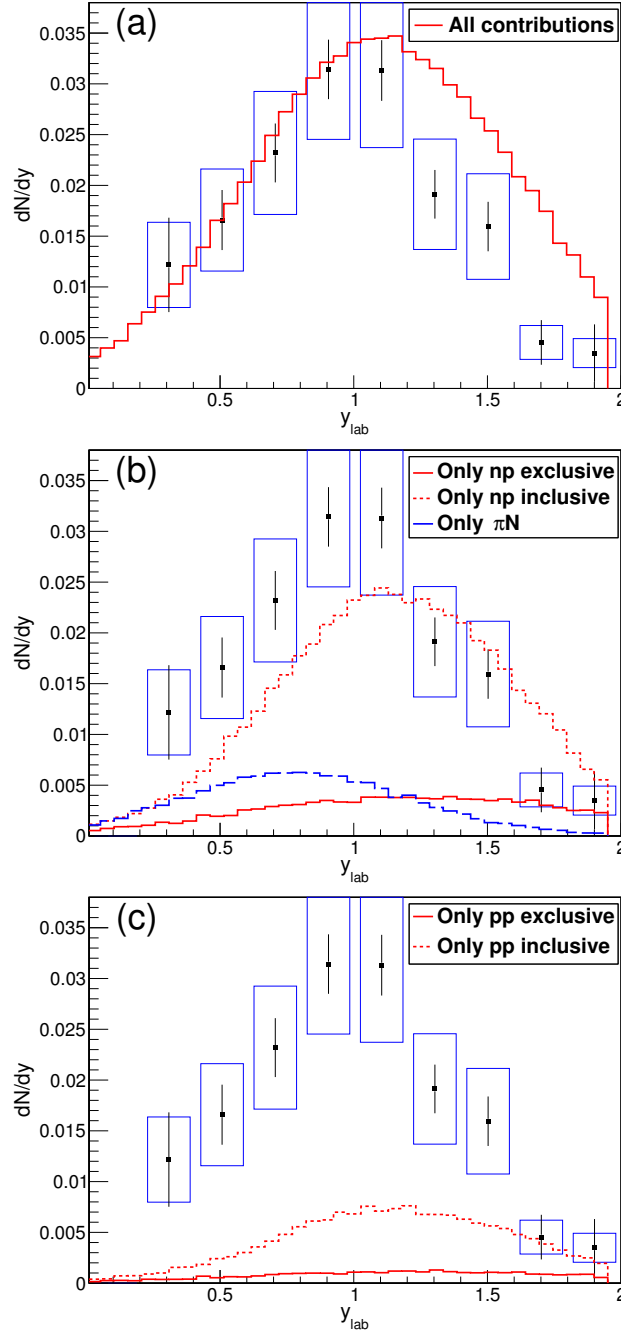 (a)
All contributions
dN/dy
0.035
0.03
0.025
0.02
0.015
0.01
0.005
0
0.5
1
1.5
2
y_lab
(b)
Only np exclusive
Only np inclusive
Only πN
dN/dy
0.035
0.03
0.025
0.02
0.015
0.01
0.005
0
0.5
1
1.5
2
y_lab
(c)
Only pp exclusive
Only pp inclusive
dN/dy
0.035
0.03
0.025
0.02
0.015
0.01
0.005
0
0.5
1
1.5
2
y_lab